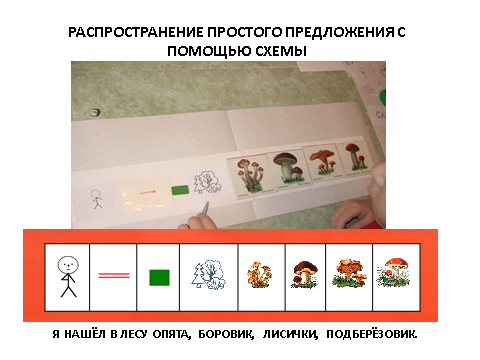 РАСПРОСТРАНЕНИЕ ПРОСТОГО ПРЕДЛОЖЕНИЯ С
ПОМОЩЬЮ СХЕМЫ
Я НАШЁЛ В ЛЕСУ ОПЯТА, БОРОВИК, ЛИСИЧКИ, ПОДБЕРЁЗОВИК.